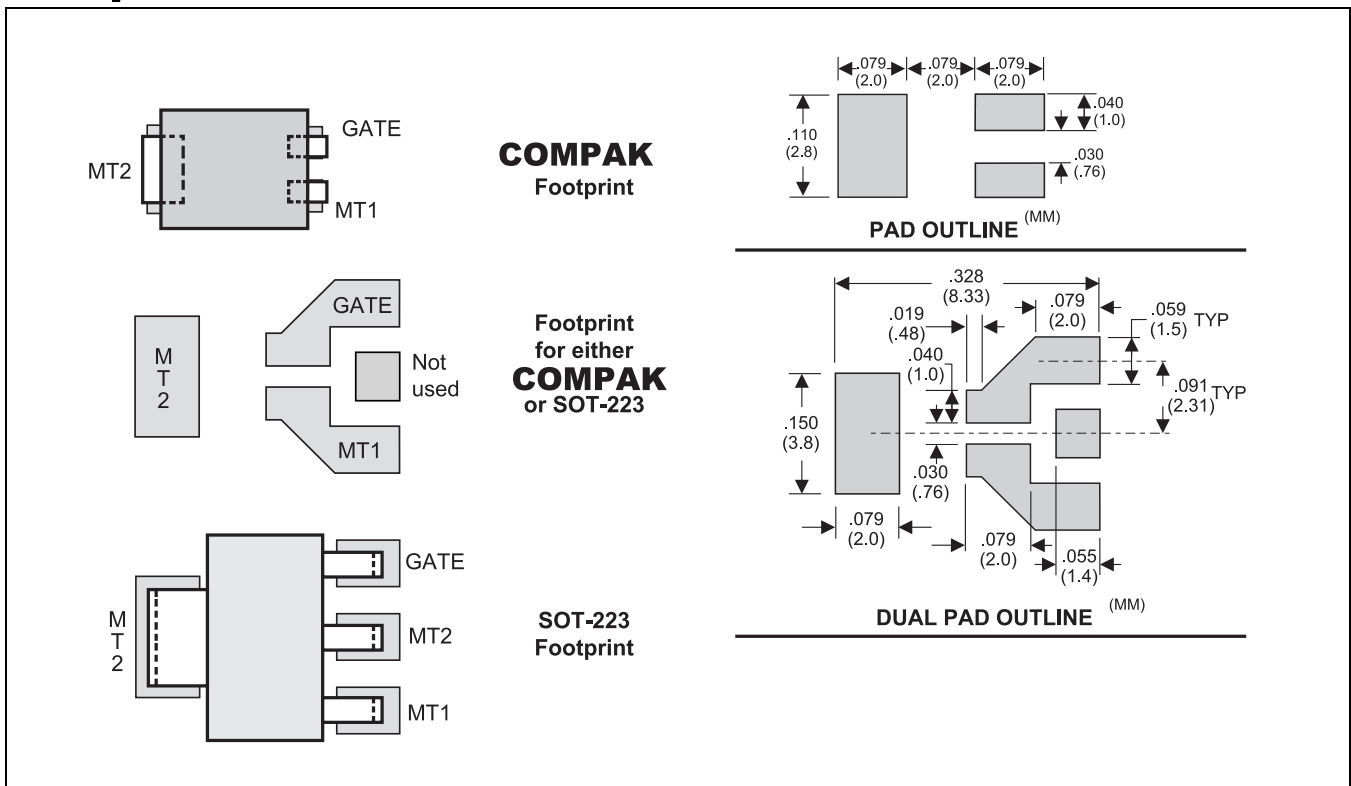 GATE
MT2
MT1
COMPAK
Footprint
.079
(2.0)
.079
(2.0)
.079
(2.0)
.110
(2.8)
.040
(1.0)
.030
(.76)
PAD OUTLINE (MM)
GATE
M
T
2
Not
used
MT1
Footprint
for either
COMPAK
or SOT-223
.328
(8.33)
.019
(.48)
.079
(2.0)
.059 TYP
(1.5)
.040
(1.0)
.091 TYP
(2.31)
.150
(3.8)
.030
(.76)
.079
(2.0)
.079
(2.0)
.055
(1.4)
DUAL PAD OUTLINE (MM)
GATE
M
T
2
MT2
MT1
SOT-223
Footprint